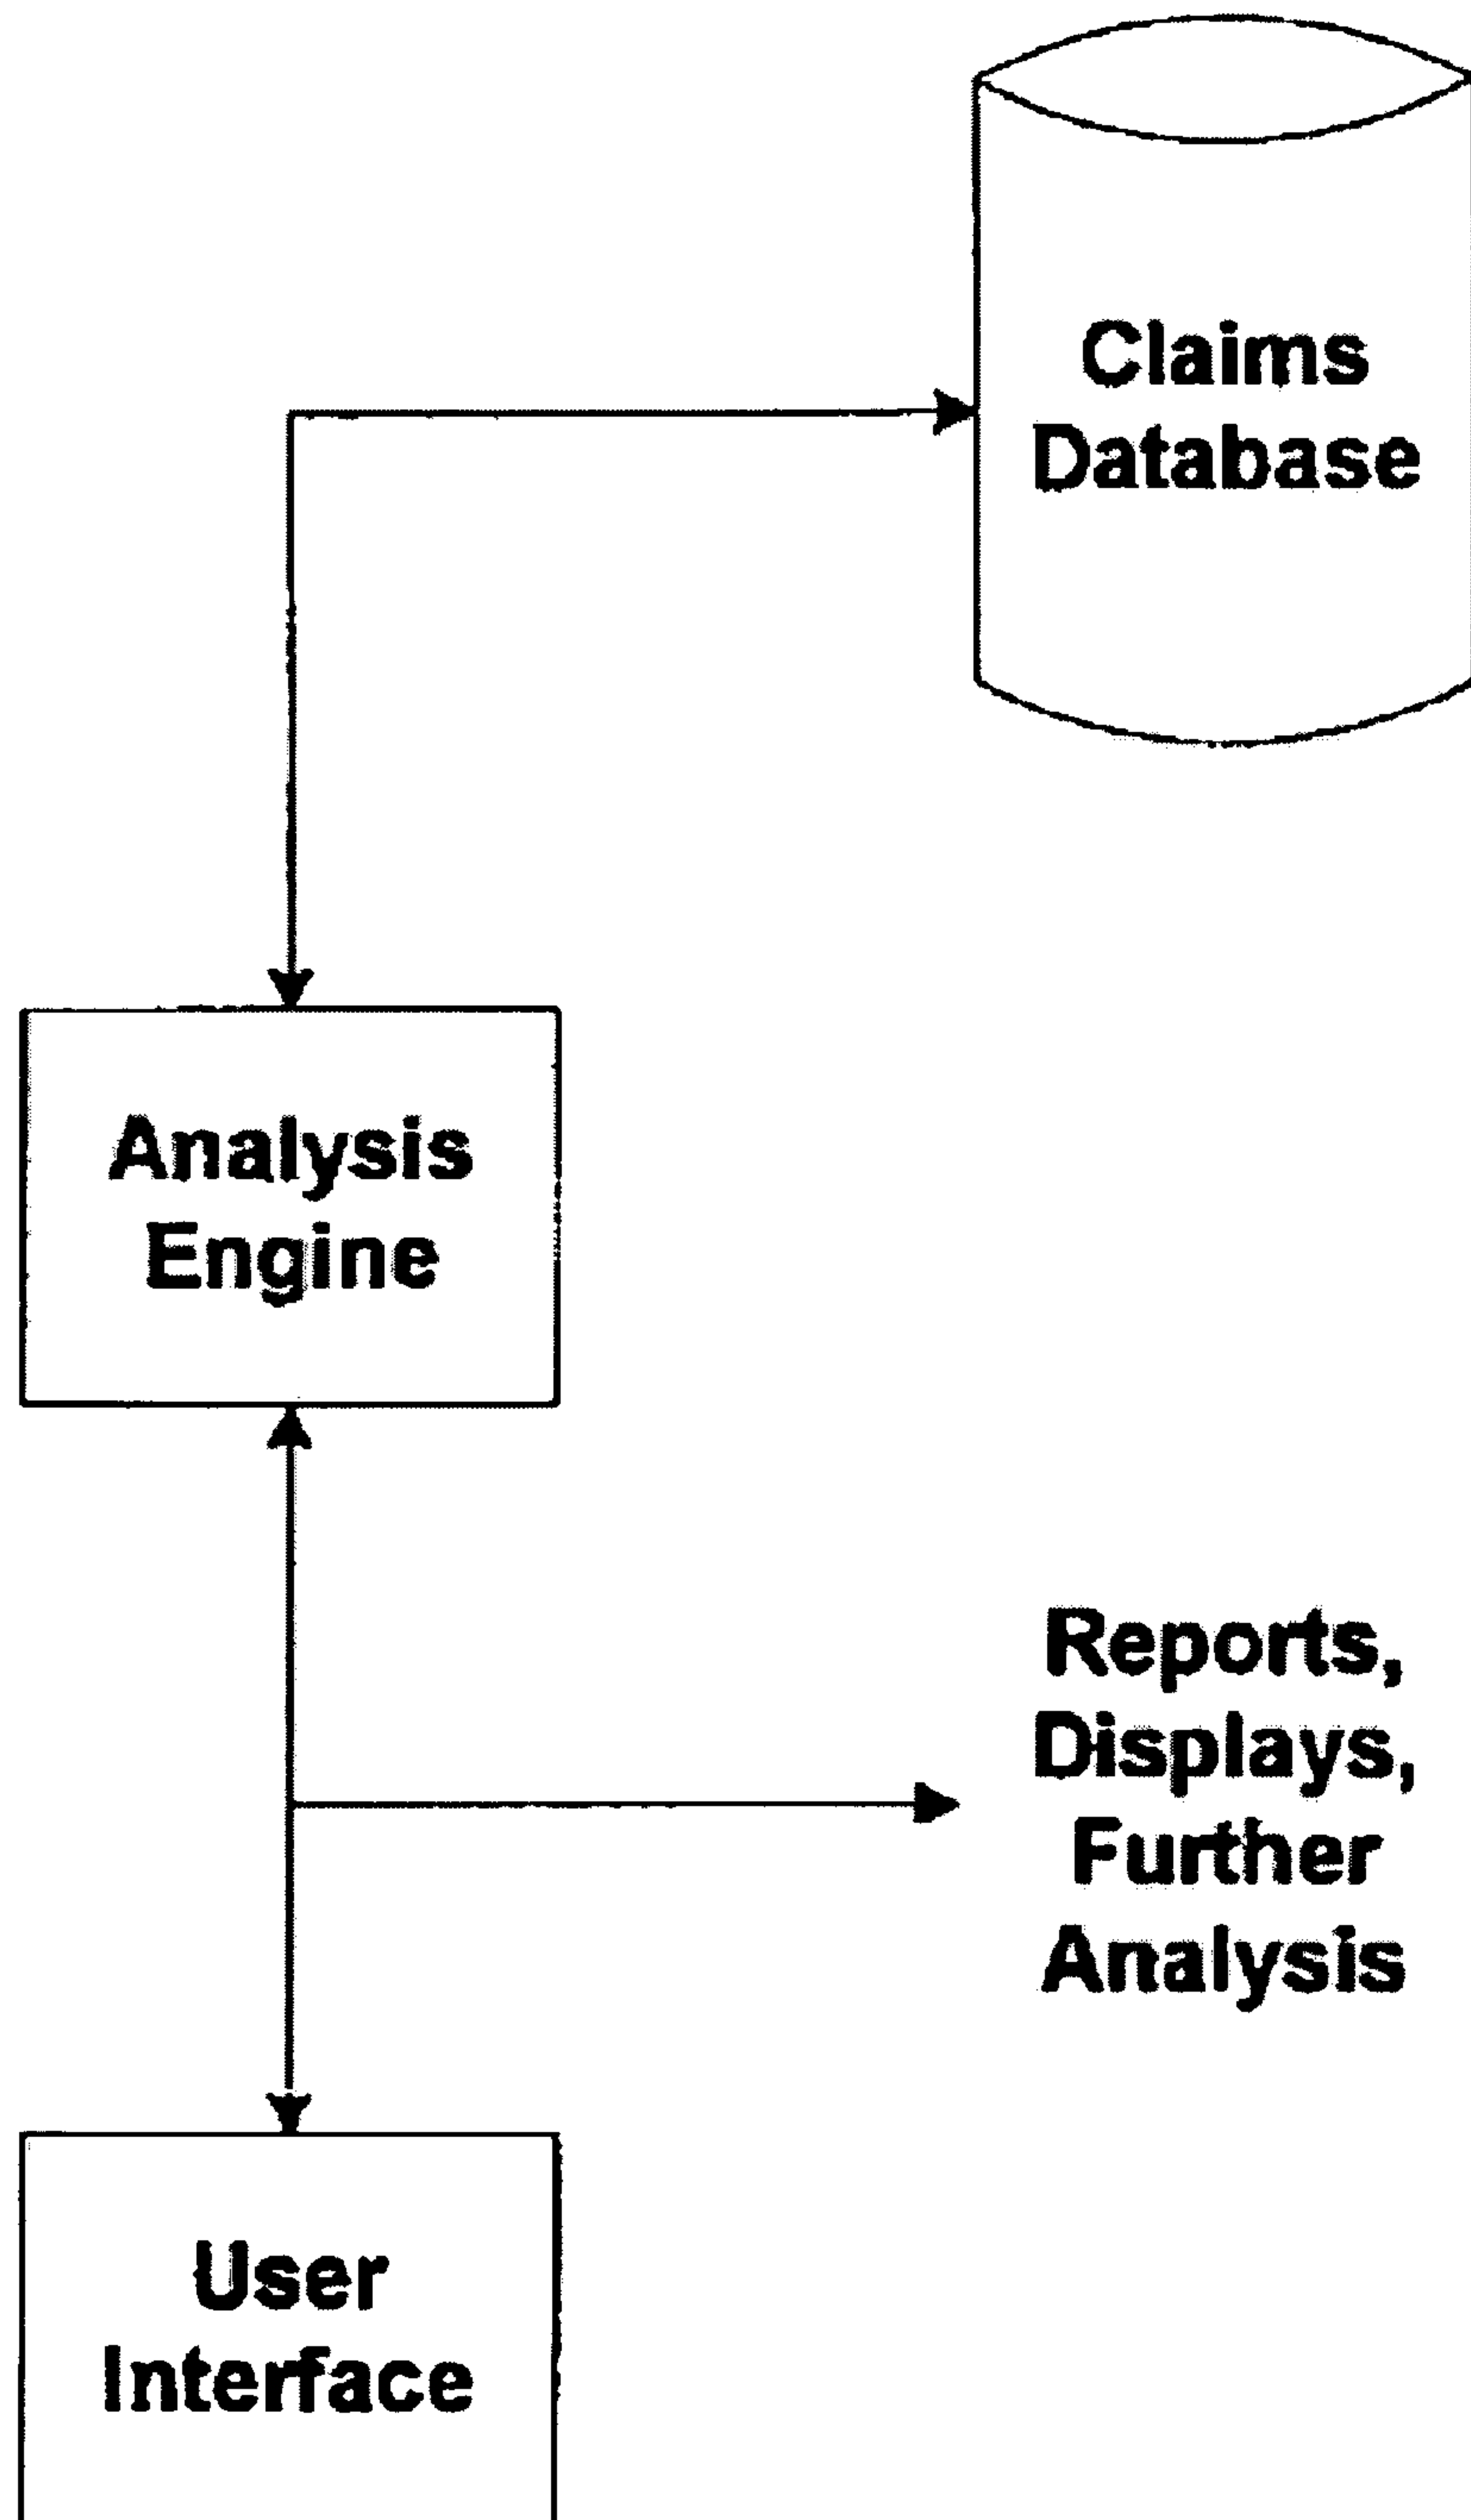 Claims
Database
Analysis
Engine
Reports,
Displays,
Further
Analysis
User
Interface